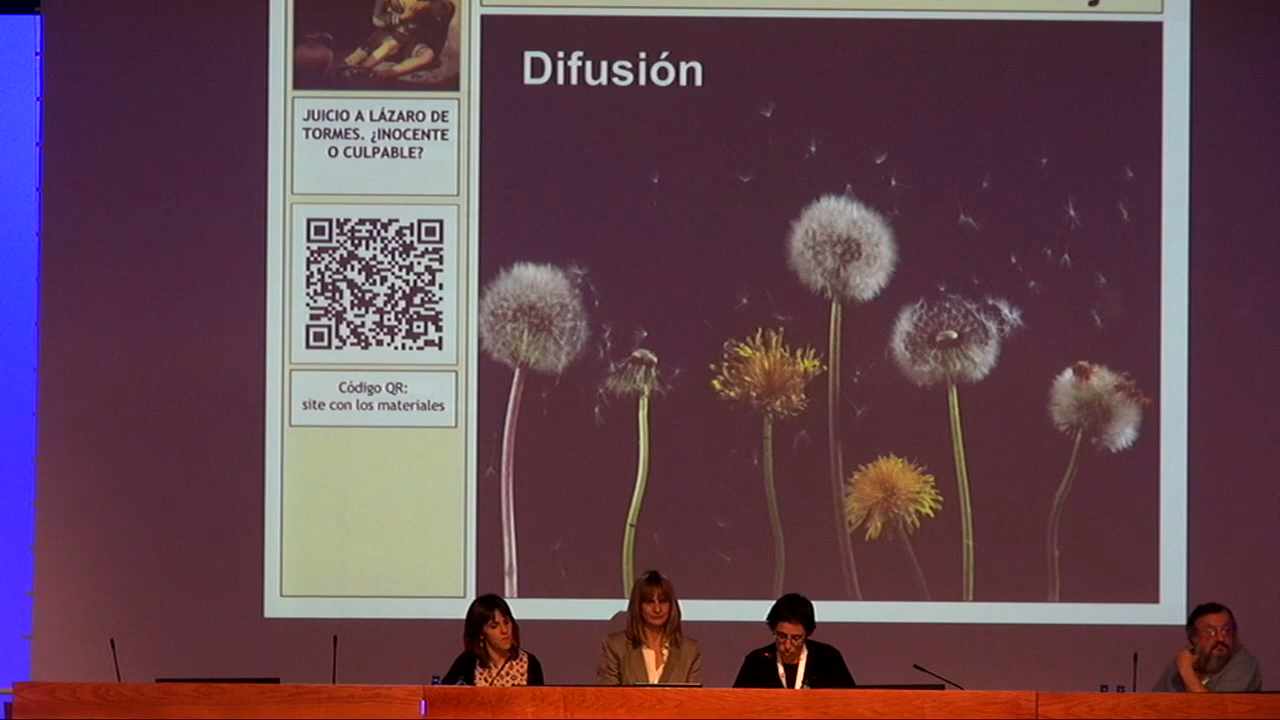 Difusión
JUICIO A LÁZARO DE
TORMES. ¿INOCENTE
O CULPABLE?
Código QR:
site con los materiales